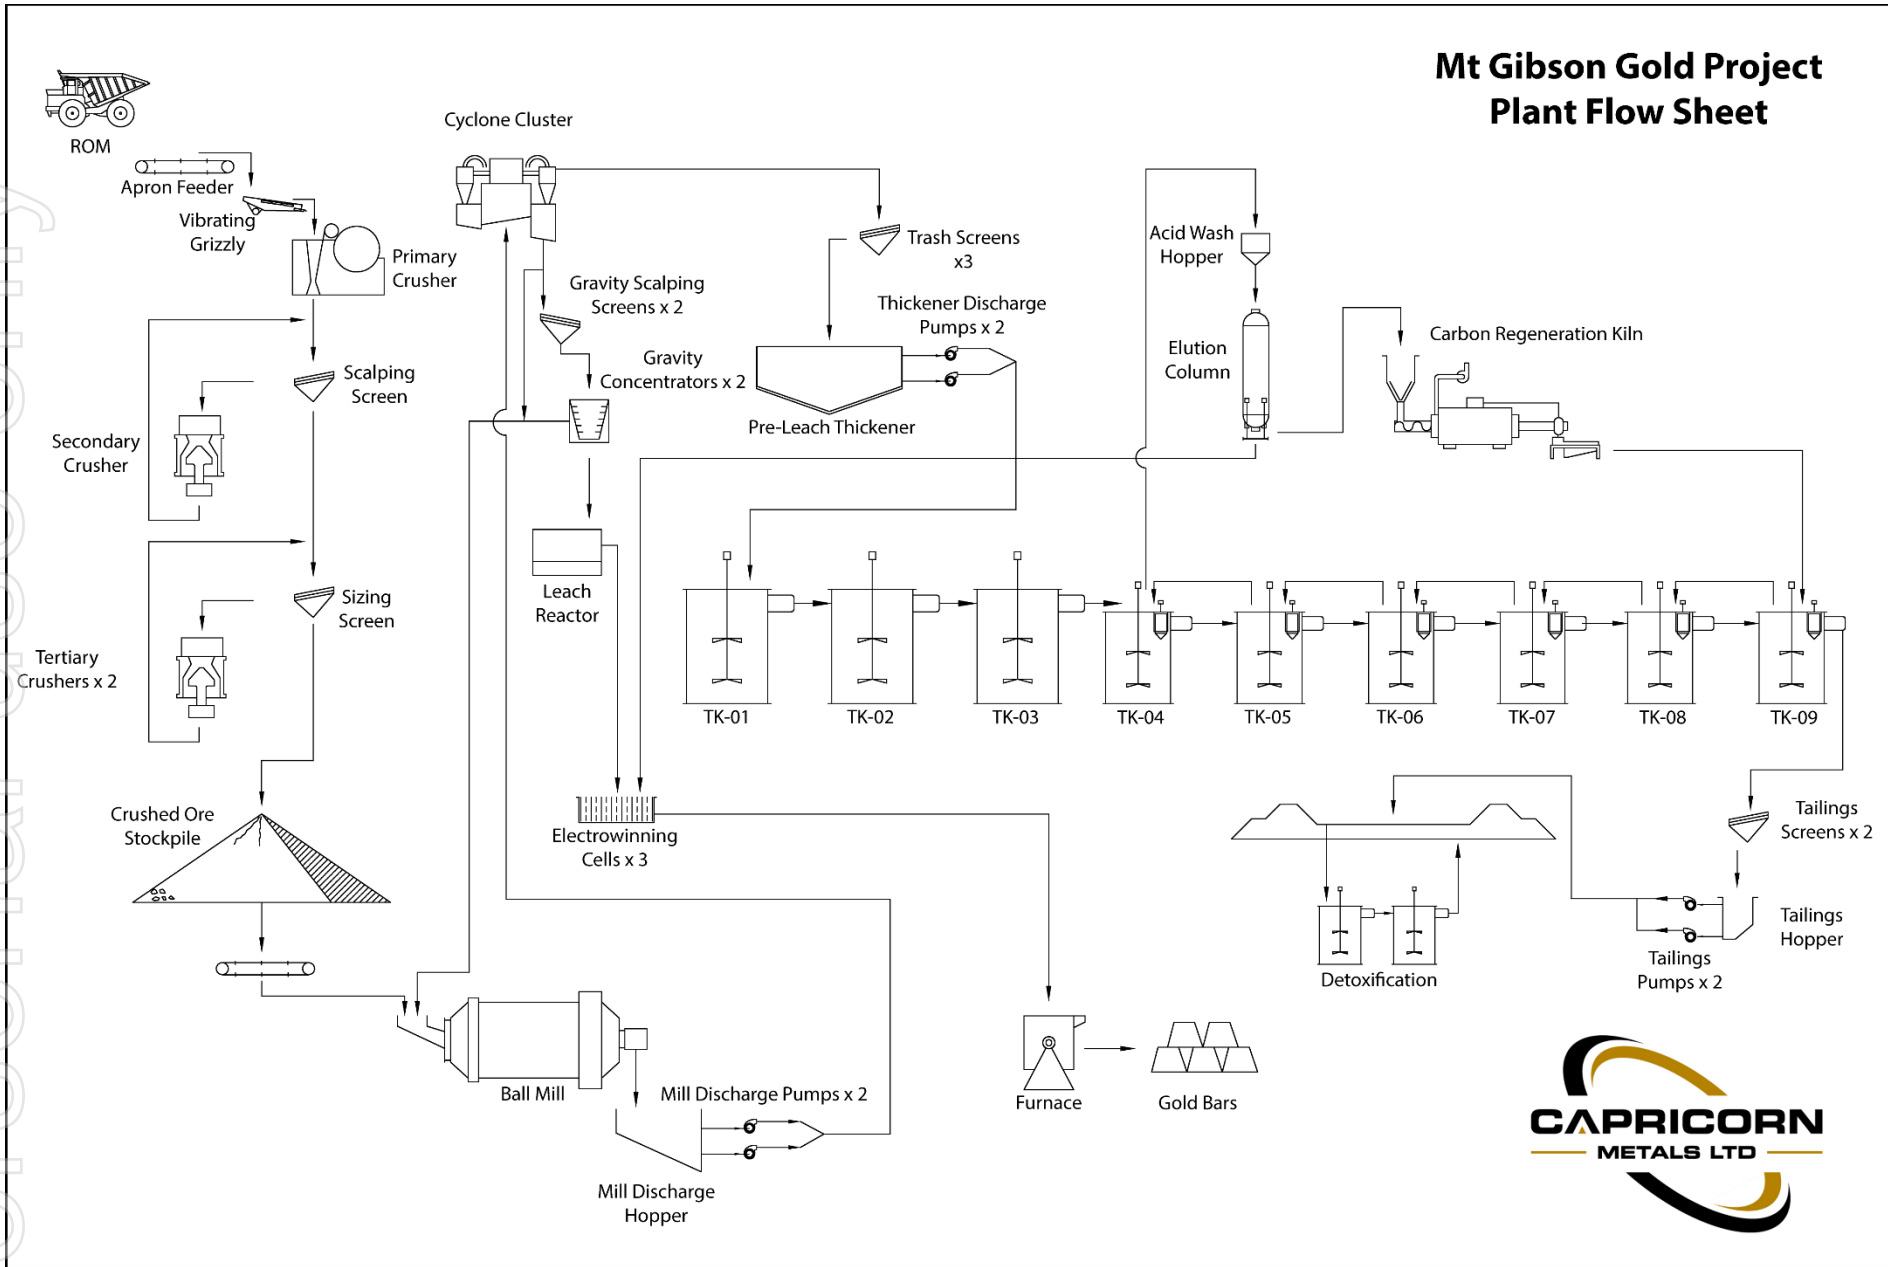 Mt Gibson Gold Project
Plant Flow Sheet
ROM
Apron Feeder
Vibrating
Grizzly
Primary
Crusher
Scalping
Screen
Secondary
Crusher
Sizing
Screen
Tertiary
Crushers x 2
Crushed Ore
Stockpile
Cyclone Cluster
Gravity Scalping
Screens x 2
Gravity
Concentrators x 2
Leach
Reactor
Electrowinning
Cells x 3
Ball Mill
Mill Discharge Pumps x 2
Mill Discharge
Hopper
Trash Screens
x3
Thickener Discharge
Pumps x 2
Pre-Leach Thickener
Acid Wash
Hopper
Elution
Column
Carbon Regeneration Kiln
TK-01
TK-02
TK-03
TK-04
TK-05
TK-06
TK-07
TK-08
TK-09
Tailings
Screens x 2
Tailings
Hopper
Tailings
Pumps x 2
Detoxification
Furnace
Gold Bars
CAPRICORN
METALS LTD